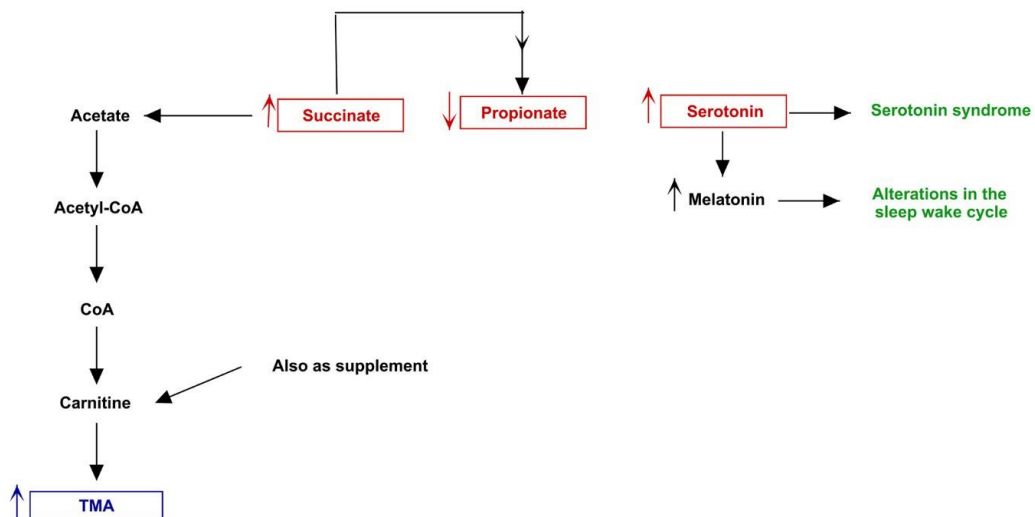 Acetate
Succinate
Propionate
Serotonin
Serotonin syndrome
Acetyl-CoA
Melatonin
Alterations in the
sleep wake cycle
CoA
Also as supplement
Carnitine
TMA